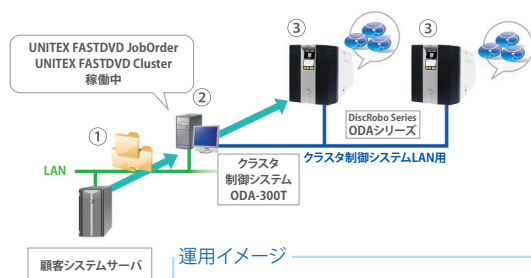 UNITEX FASTDVD JobOrder
UNITEX FASTDVD Cluster
稼働中
③
③
②
①
DiscRobo Series
ODAシリーズ
クラスタ制御システムLAN用
LAN
クラスタ
制御システム
ODA-300T
顧客システムサーバ
運用イメージ